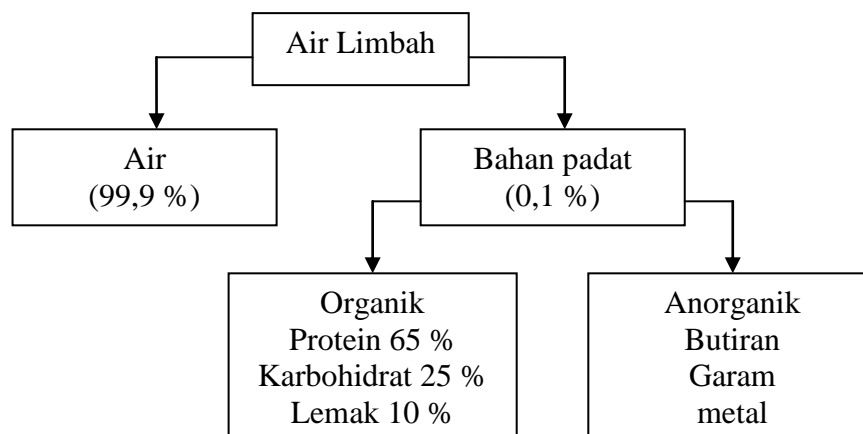 Air Limbah
Air
(99,9 %)
Bahan padat
(0,1 %)
Organik
Protein 65 %
Karbohidrat 25 %
Lemak 10 %
Anorganik
Butiran
Garam
metal